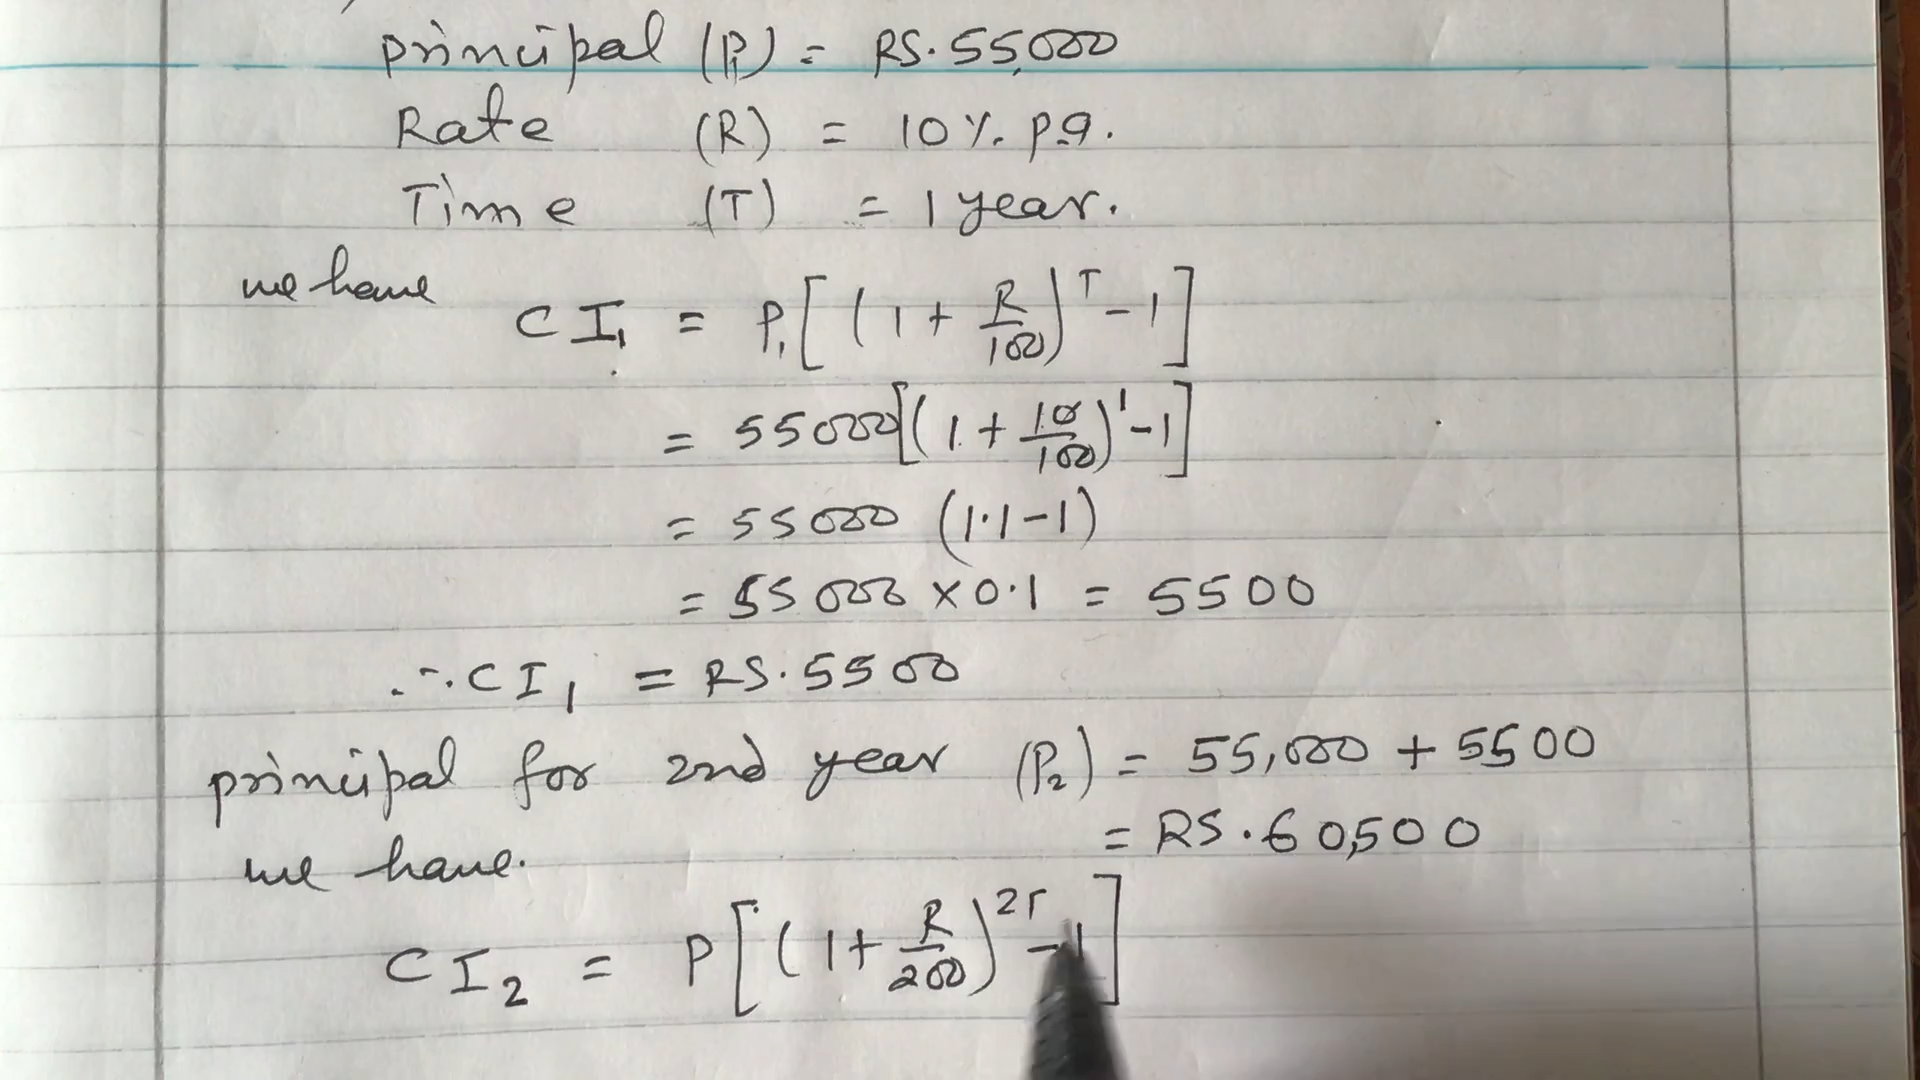 principal (P₁) = RS. 55,000
Rate (R) = 10 %. p.a.
Time (T) = 1 year.
we have
CI₁ = P₁[(1 + R/100)^T - 1]
= 55000[(1 + 10/100)^1 - 1]
= 55000 (1.1 - 1)
= 55000 × 0.1 = 5500
∴ CI₁ = RS. 5500
principal for 2nd year (P₂) = 55,000 + 5500
= RS. 60,500
we have.
CI₂ = P[(1 + R/200)^2T - 1]